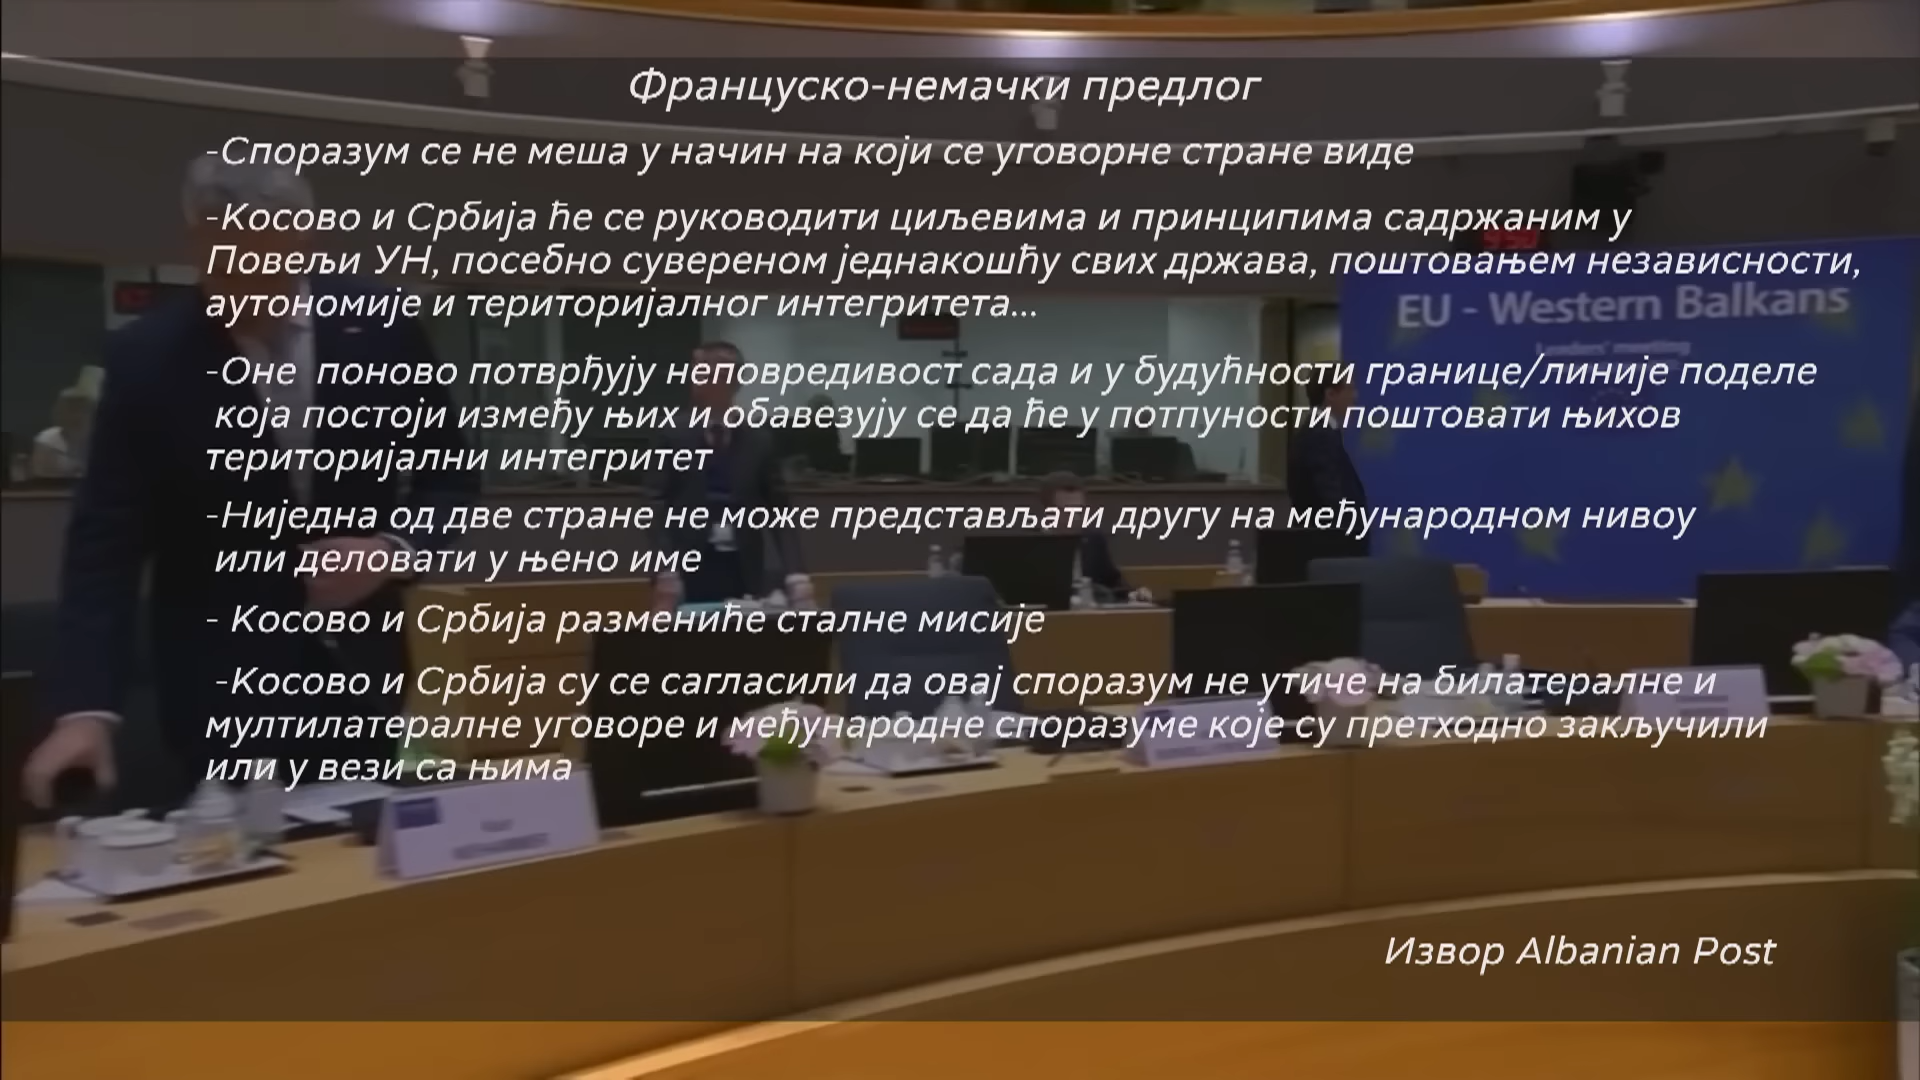 Француско-немачки предлог
-Споразум се не меша у начин на који се уговорне стране виде
-Косово и Србија ће се руководити циљевима и принципима садржаним у
Повељи УН, посебно сувереном једнакошћу свих држава, поштовањем независности,
аутономије и територијалног интегритета...
EU - Western Balkans
Leaders' meeting
-Оне поново потврђују неповредивост сада и у будућности границе/линије поделе
која постоји између њих и обавезују се да ће у потпуности поштовати њихов
територијални интегритет
-Ниједна од две стране не може представљати другу на међународном нивоу
или деловати у њено име
- Косово и Србија размениће сталне мисије
-Косово и Србија су се сагласили да овај споразум не утиче на билатералне и
мултилатералне уговоре и међународне споразуме које су претходно закључили
или у вези са њима
Извор Albanian Post